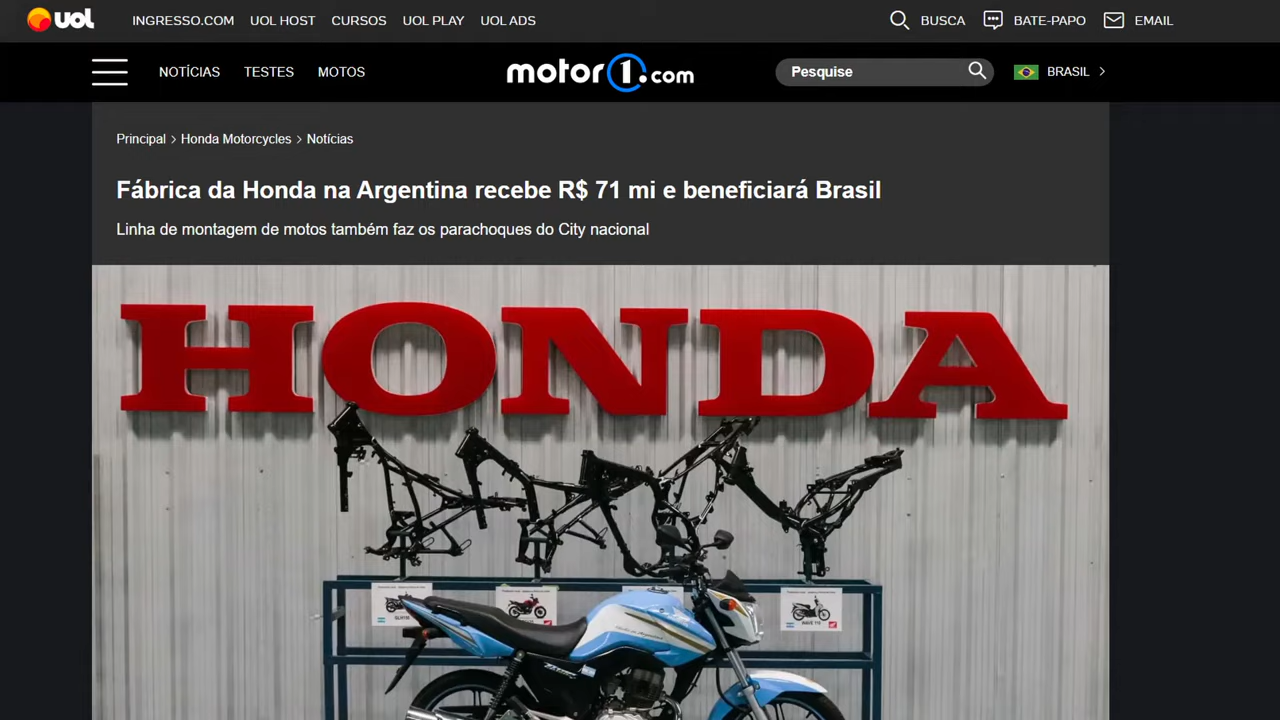 uol
INGRESSO.COM UOL HOST CURSOS UOL PLAY UOL ADS
BUSCA BATE-PAPO EMAIL
NOTÍCIAS TESTES MOTOS
motor1.com
Pesquise
BRASIL
Principal > Honda Motorcycles > Notícias
Fábrica da Honda na Argentina recebe R$ 71 mi e beneficiará Brasil
Linha de montagem de motos também faz os parachoques do City nacional
HONDA
WAVE 110